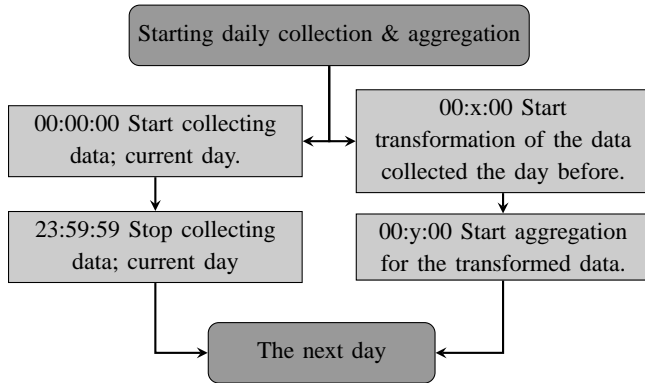 Starting daily collection & aggregation
00:00:00 Start collecting
data; current day.
23:59:59 Stop collecting
data; current day
00:x:00 Start
transformation of the data
collected the day before.
00:y:00 Start aggregation
for the transformed data.
The next day